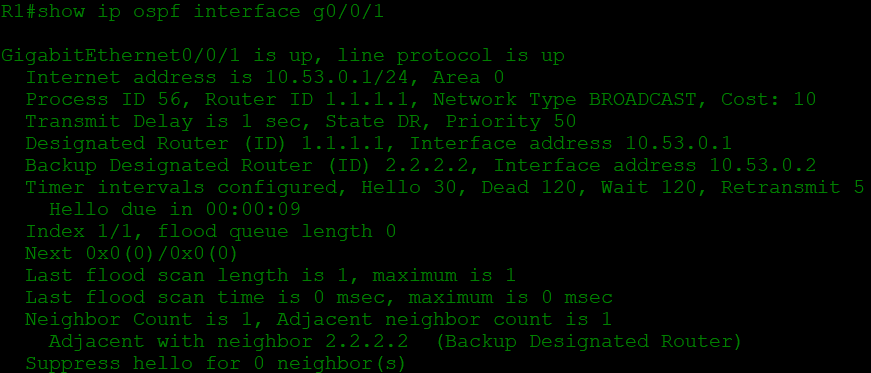 R1#show ip ospf interface g0/0/1
GigabitEthernet0/0/1 is up, line protocol is up
Internet address is 10.53.0.1/24, Area 0
Process ID 56, Router ID 1.1.1.1, Network Type BROADCAST, Cost: 10
Transmit Delay is 1 sec, State DR, Priority 50
Designated Router (ID) 1.1.1.1, Interface address 10.53.0.1
Backup Designated Router (ID) 2.2.2.2, Interface address 10.53.0.2
Timer intervals configured, Hello 30, Dead 120, Wait 120, Retransmit 5
Hello due in 00:00:09
Index 1/1, flood queue length 0
Next 0x0(0)/0x0(0)
Last flood scan length is 1, maximum is 1
Last flood scan time is 0 msec, maximum is 0 msec
Neighbor Count is 1, Adjacent neighbor count is 1
Adjacent with neighbor 2.2.2.2 (Backup Designated Router)
Suppress hello for 0 neighbor(s)